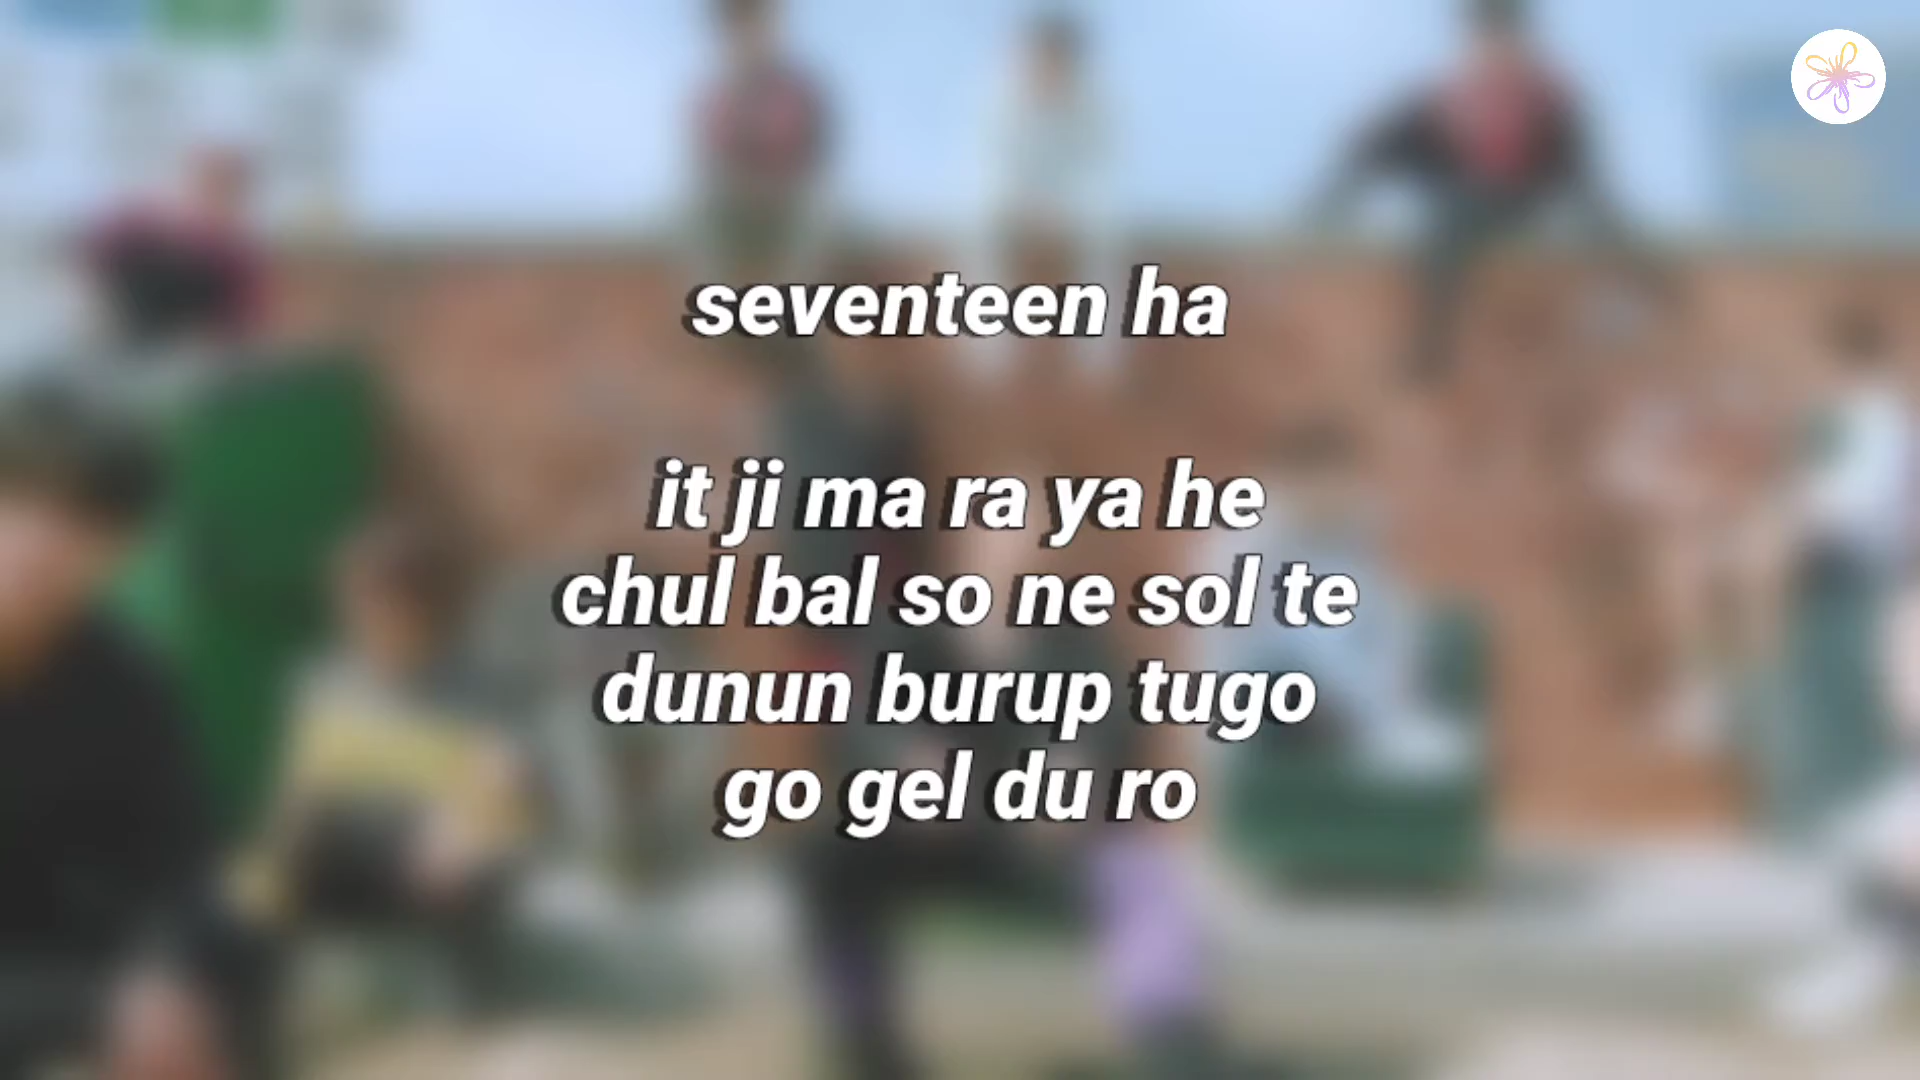 seventeen ha
it ji ma ra ya he
chul bal so ne sol te
dunun burup tugo
go gel du ro